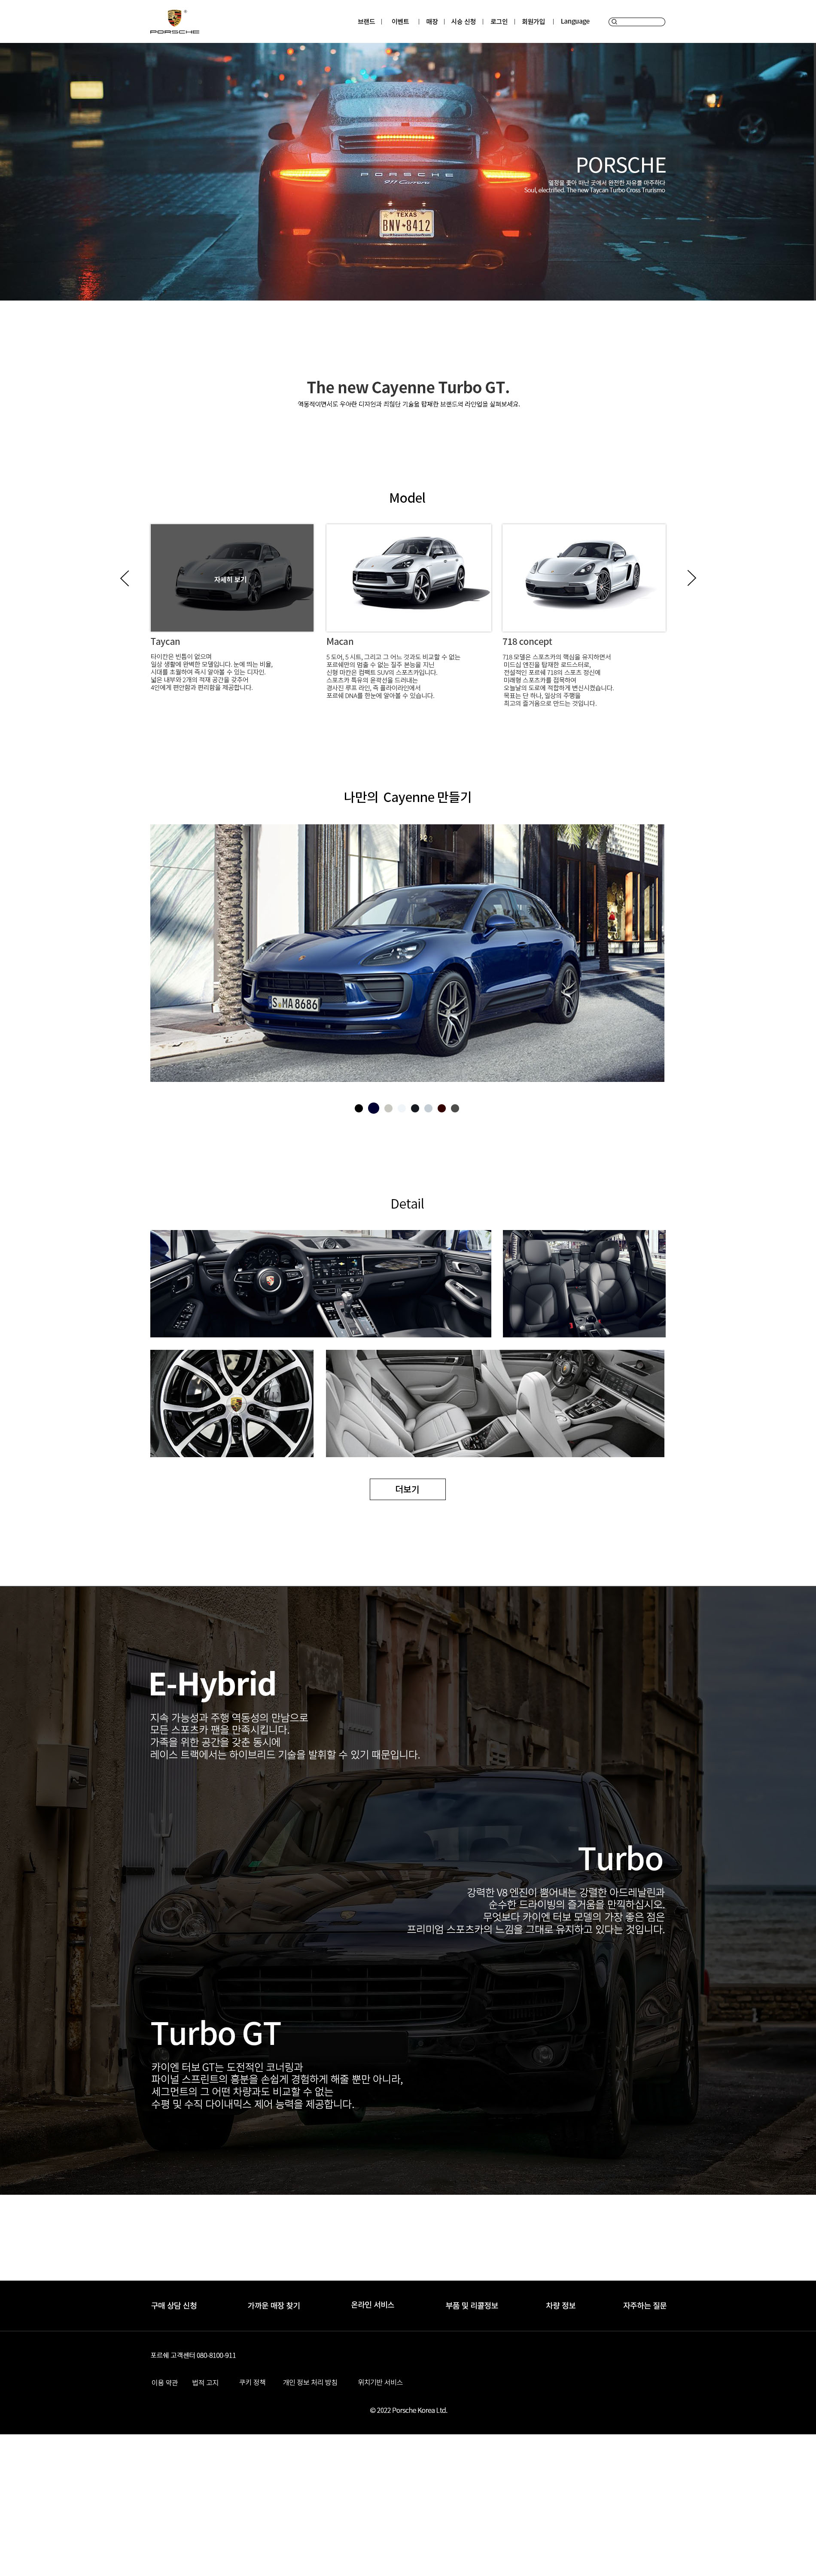 PORSCHE
브랜드 | 이벤트 | 매장 | 시승 신청 | 로그인 | 회원가입 | Language
PORSCHE
911 Carrera
TEXAS
BNV 8412
PORSCHE
열정을 쫓아 떠난 곳에서 완전한 자유를 마주하다
Soul, electrified. The new Taycan Turbo Cross Trurismo
The new Cayenne Turbo GT.
역동적이면서도 우아한 디자인과 최첨단 기술을 탑재한 브랜드의 라인업을 살펴보세요.
Model
자세히 보기
Taycan
타이칸은 빈틈이 없으며
일상 생활에 완벽한 모델입니다. 눈에 띄는 비율,
시대를 초월하여 즉시 알아볼 수 있는 디자인.
넓은 내부와 2개의 적재 공간을 갖추어
4인에게 편안함과 편리함을 제공합니다.
Macan
5 도어, 5 시트, 그리고 그 어느 것과도 비교할 수 없는
포르쉐만의 멈출 수 없는 질주 본능을 지닌
신형 마칸은 컴팩트 SUV의 스포츠카입니다.
스포츠카 특유의 윤곽선을 드러내는
경사진 루프 라인, 즉 플라이라인에서
포르쉐 DNA를 한눈에 알아볼 수 있습니다.
718 concept
718 모델은 스포츠카의 핵심을 유지하면서
미드십 엔진을 탑재한 로드스터로,
전설적인 포르쉐 718의 스포츠 정신에
미래형 스포츠카를 접목하여
오늘날의 도로에 적합하게 변신시켰습니다.
목표는 단 하나, 일상의 주행을
최고의 즐거움으로 만드는 것입니다.
나만의 Cayenne 만들기
S MA 8686
Detail
더보기
E-Hybrid
지속 가능성과 주행 역동성의 만남으로
모든 스포츠카 팬을 만족시킵니다.
가족을 위한 공간을 갖춘 동시에
레이스 트랙에서는 하이브리드 기술을 발휘할 수 있기 때문입니다.
Turbo
강력한 V8 엔진이 뿜어내는 강렬한 아드레날린과
순수한 드라이빙의 즐거움을 만끽하십시오.
무엇보다 카이엔 터보 모델의 가장 좋은 점은
프리미엄 스포츠카의 느낌을 그대로 유지하고 있다는 것입니다.
Turbo GT
카이엔 터보 GT는 도전적인 코너링과
파이널 스프린트의 흥분을 손쉽게 경험하게 해줄 뿐만 아니라,
세그먼트의 그 어떤 차량과도 비교할 수 없는
수평 및 수직 다이내믹스 제어 능력을 제공합니다.
구매 상담 신청 가까운 매장 찾기 온라인 서비스 부품 및 리콜정보 차량 정보 자주하는 질문
포르쉐 고객센터 080-8100-911
이용 약관 법적 고지 쿠키 정책 개인 정보 처리 방침 위치기반 서비스
© 2022 Porsche Korea Ltd.